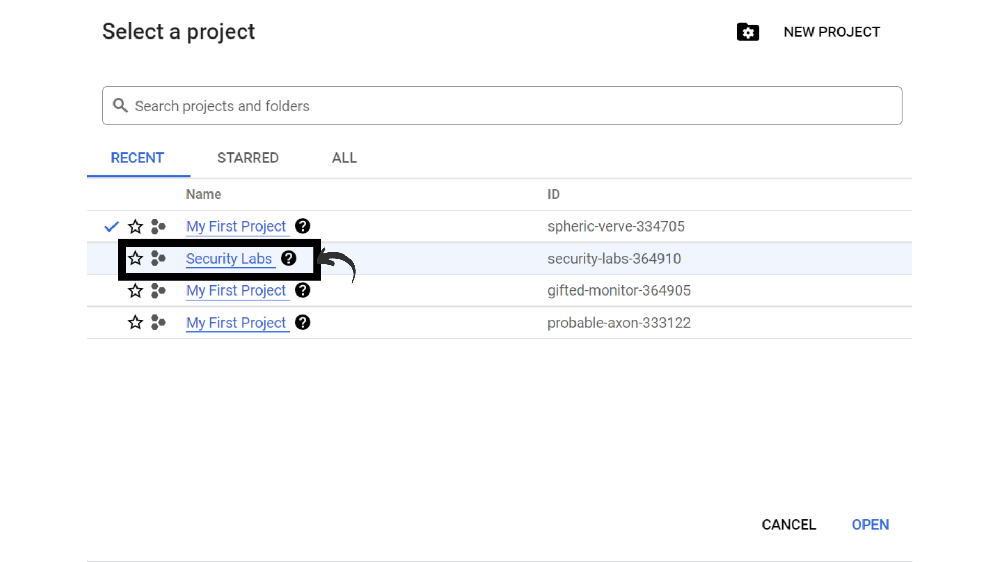 Select a project
NEW PROJECT
Search projects and folders
RECENT STARRED ALL
Name ID
My First Project ? spheric-verve-334705
Security Labs ? security-labs-364910
My First Project ? gifted-monitor-364905
My First Project ? probable-axon-333122
CANCEL OPEN